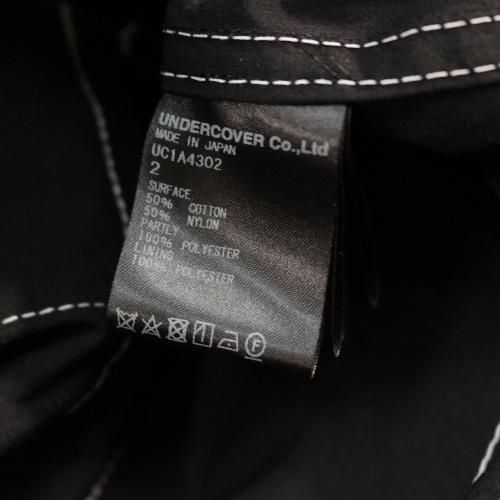 UNDERCOVER Co.,Ltd
MADE IN JAPAN
UC1A4302
2
SURFACE
50% COTTON
50% NYLON
PARTLY
100% POLYESTER
LINING
100% POLYESTER
F